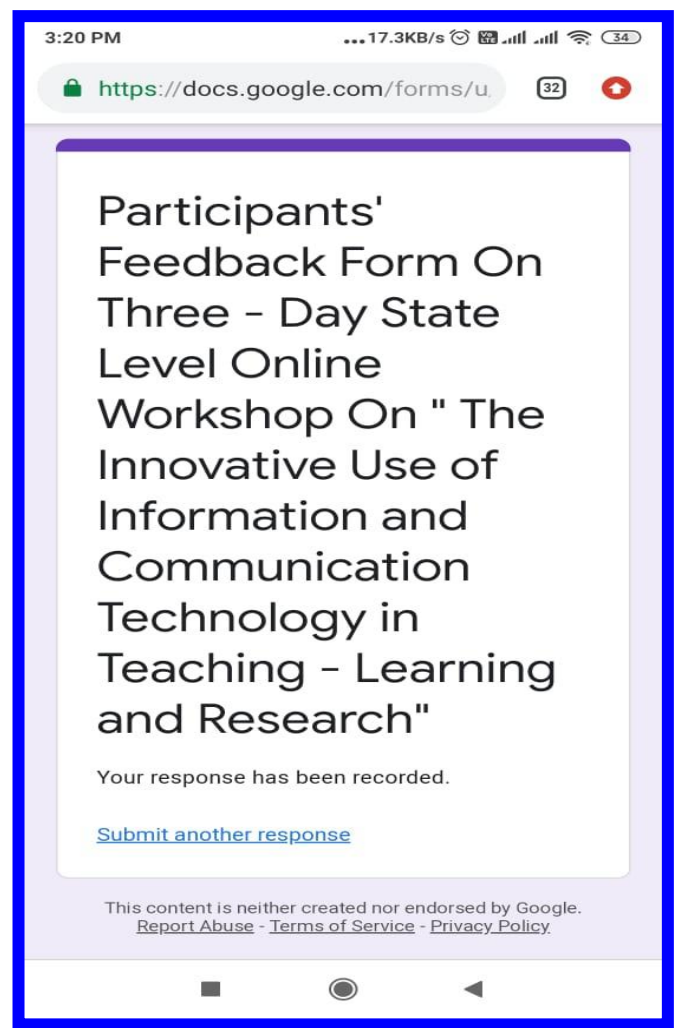 3:20 PM ...17.3KB/s Vo LTE 34
https://docs.google.com/forms/u 32
Participants'
Feedback Form On
Three - Day State
Level Online
Workshop On " The
Innovative Use of
Information and
Communication
Technology in
Teaching - Learning
and Research"
Your response has been recorded.
Submit another response
This content is neither created nor endorsed by Google.
Report Abuse - Terms of Service - Privacy Policy